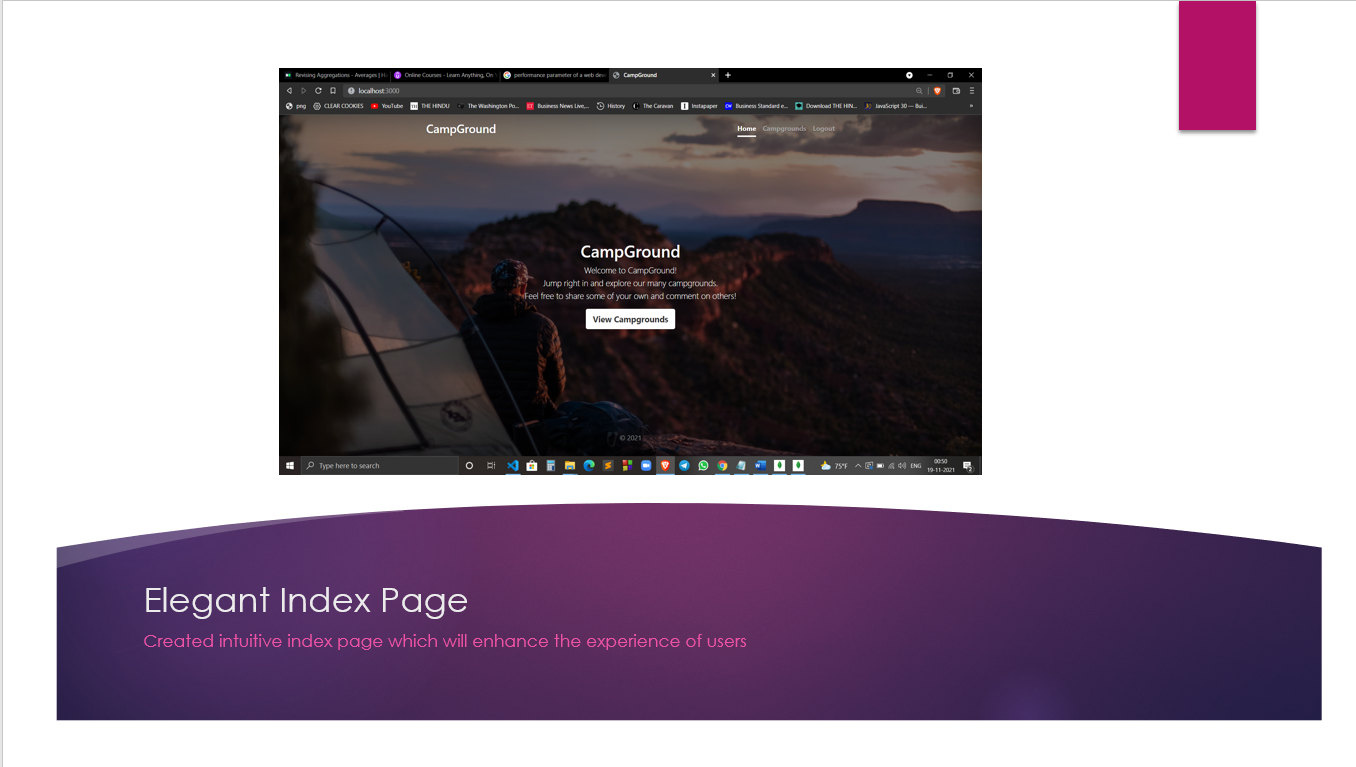 Revising Aggregations - Averages | H
Online Courses - Learn Anything, On
performance parameter of a web dev
CampGround
localhost:3000
png
CLEAR COOKIES
YouTube
THE HINDU
The Washington Po...
Business News Live,...
History
The Caravan
Instapaper
Business Standard e...
Download THE HIN...
JavaScript 30 — Bui...
»
CampGround
Home Campgrounds Logout
CampGround
Welcome to CampGround!
Jump right in and explore our many campgrounds.
Feel free to share some of your own and comment on others!
View Campgrounds
© 2021
Type here to search
75°F
ENG
00:50
19-11-2021
Elegant Index Page
Created intuitive index page which will enhance the experience of users